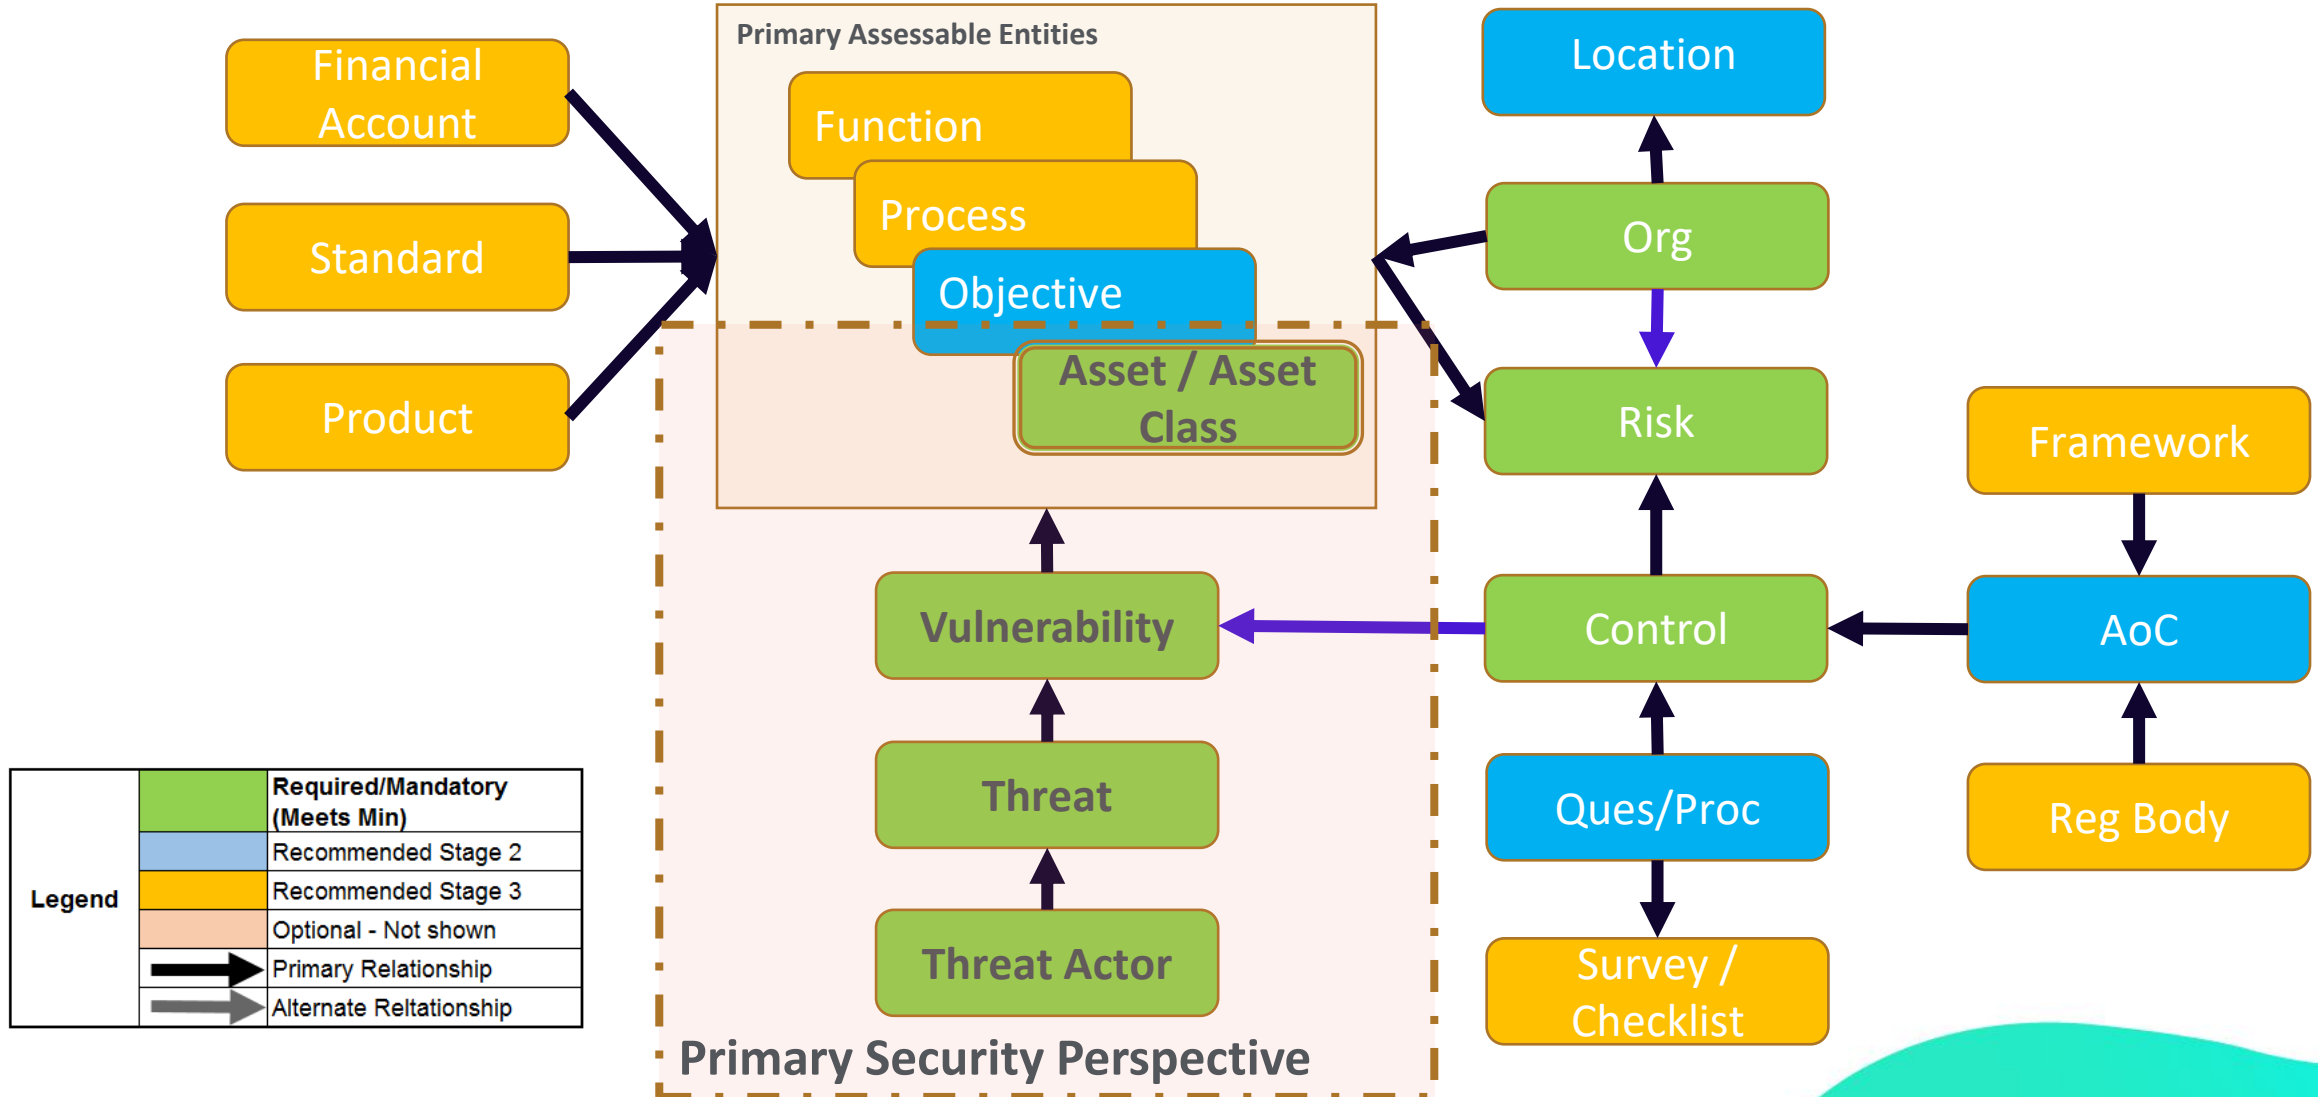 Primary Assessable Entities
Financial
Account
Standard
Product
Function
Process
Objective
Asset / Asset
Class
Location
Org
Risk
Framework
Control
AoC
Vulnerability
Threat
Threat Actor
Ques/Proc
Reg Body
Survey /
Checklist
Primary Security Perspective
Legend
Required/Mandatory
(Meets Min)
Recommended Stage 2
Recommended Stage 3
Optional - Not shown
Primary Relationship
Alternate Reltationship